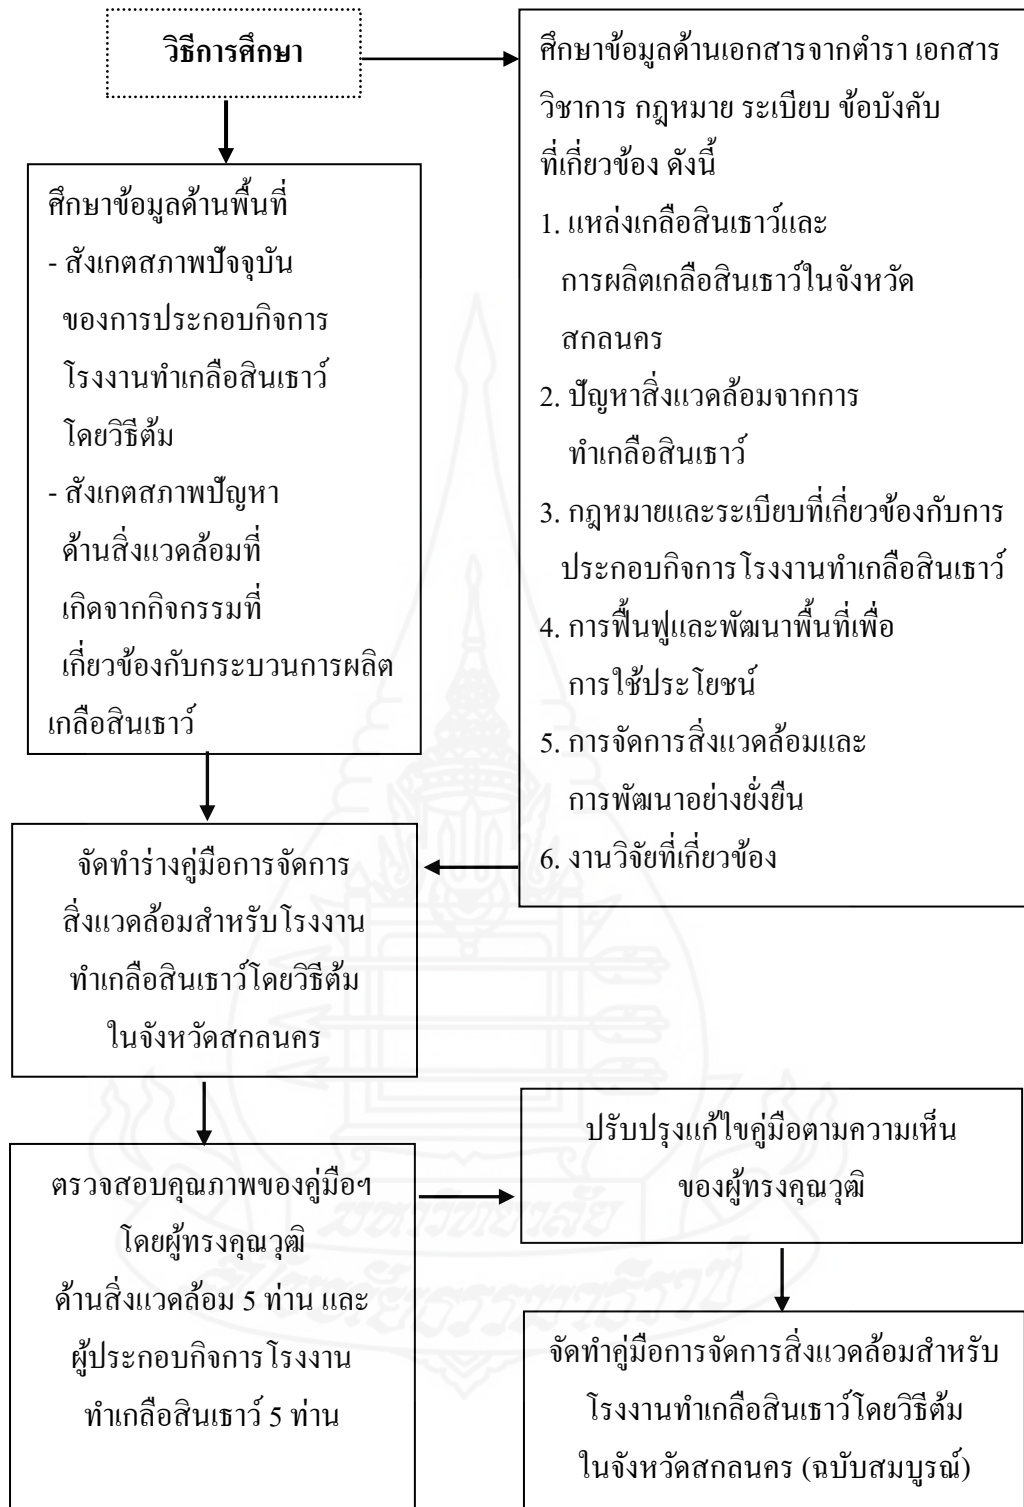 วิธีการศึกษา
ศึกษาข้อมูลด้านพื้นที่
- สังเกตสภาพปัจจุบัน
ของการประกอบกิจการ
โรงงานทำเกลือสินเธาว์
โดยวิธีต้ม
- สังเกตสภาพปัญหา
ด้านสิ่งแวดล้อมที่
เกิดจากกิจกรรมที่
เกี่ยวข้องกับกระบวนการผลิต
เกลือสินเธาว์
ศึกษาข้อมูลด้านเอกสารจากตำรา เอกสาร
วิชาการ กฎหมาย ระเบียบ ข้อบังคับ
ที่เกี่ยวข้อง ดังนี้
1. แหล่งเกลือสินเธาว์และ
การผลิตเกลือสินเธาว์ในจังหวัด
สกลนคร
2. ปัญหาสิ่งแวดล้อมจากการ
ทำเกลือสินเธาว์
3. กฎหมายและระเบียบที่เกี่ยวข้องกับการ
ประกอบกิจการโรงงานทำเกลือสินเธาว์
4. การฟื้นฟูและพัฒนาพื้นที่เพื่อ
การใช้ประโยชน์
5. การจัดการสิ่งแวดล้อมและ
การพัฒนาอย่างยั่งยืน
6. งานวิจัยที่เกี่ยวข้อง
จัดทำร่างคู่มือการจัดการ
สิ่งแวดล้อมสำหรับโรงงาน
ทำเกลือสินเธาว์โดยวิธีต้ม
ในจังหวัดสกลนคร
ตรวจสอบคุณภาพของคู่มือฯ
โดยผู้ทรงคุณวุฒิ
ด้านสิ่งแวดล้อม 5 ท่าน และ
ผู้ประกอบกิจการโรงงาน
ทำเกลือสินเธาว์ 5 ท่าน
ปรับปรุงแก้ไขคู่มือตามความเห็น
ของผู้ทรงคุณวุฒิ
จัดทำคู่มือการจัดการสิ่งแวดล้อมสำหรับ
โรงงานทำเกลือสินเธาว์โดยวิธีต้ม
ในจังหวัดสกลนคร (ฉบับสมบูรณ์)
มหาวิทยาลัย
สุโขทัยธรรมาธิราช